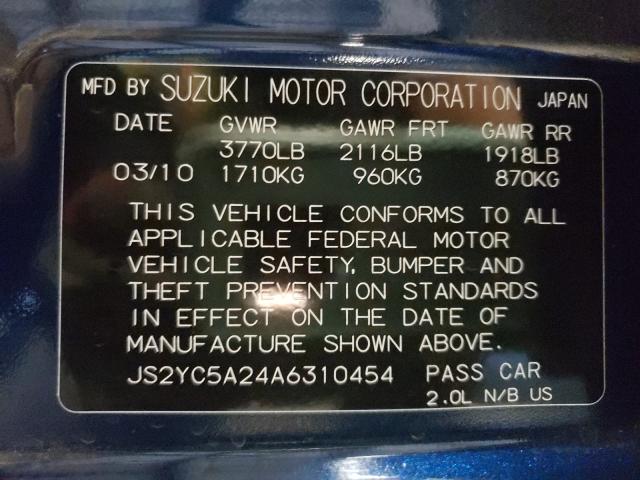 MFD BY SUZUKI MOTOR CORPORATION JAPAN
DATE GVWR GAWR FRT GAWR RR
3770LB 2116LB 1918LB
03/10 1710KG 960KG 870KG
THIS VEHICLE CONFORMS TO ALL
APPLICABLE FEDERAL MOTOR
VEHICLE SAFETY, BUMPER AND
THEFT PREVENTION STANDARDS
IN EFFECT ON THE DATE OF
MANUFACTURE SHOWN ABOVE.
JS2YC5A24A6310454 PASS CAR
2.0L N/B US